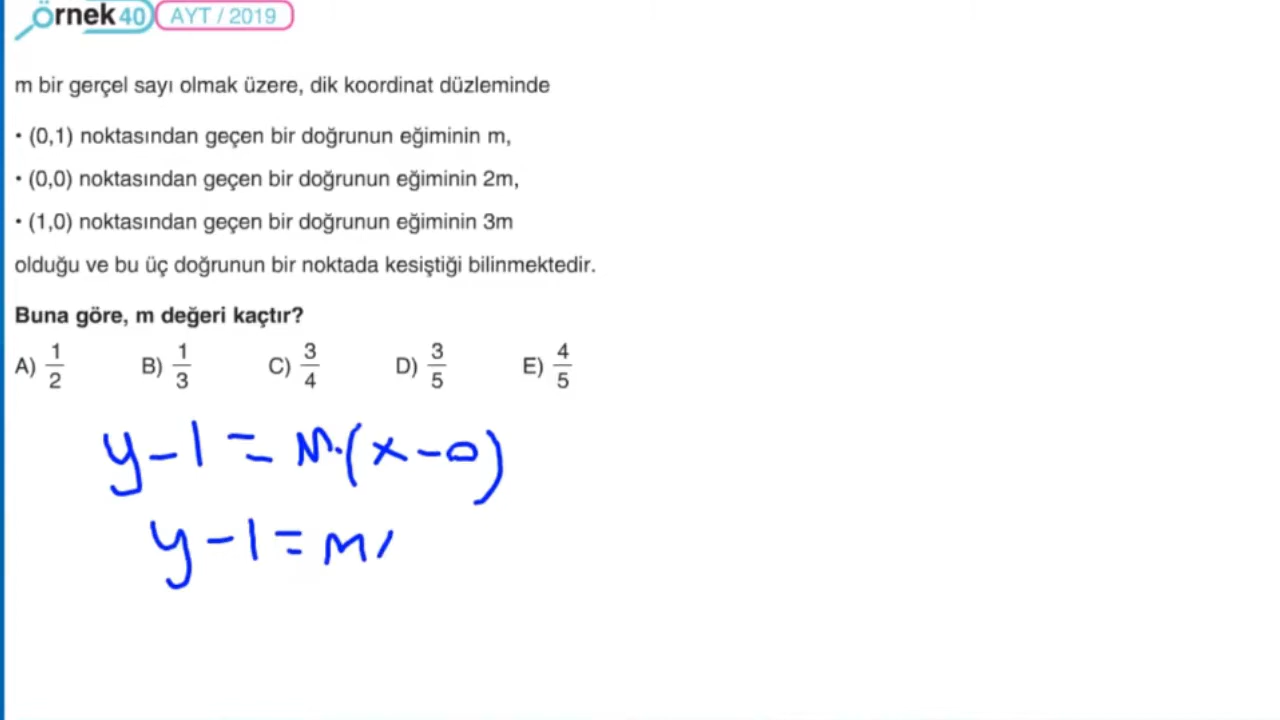 örnek 40 AYT / 2019
m bir gerçel sayı olmak üzere, dik koordinat düzleminde
• (0,1) noktasından geçen bir doğrunun eğiminin m,
• (0,0) noktasından geçen bir doğrunun eğiminin 2m,
• (1,0) noktasından geçen bir doğrunun eğiminin 3m
olduğu ve bu üç doğrunun bir noktada kesiştiği bilinmektedir.
Buna göre, m değeri kaçtır?
A) 1/2 B) 1/3 C) 3/4 D) 3/5 E) 4/5
y-1 = m.(x-0)
y-1 = m